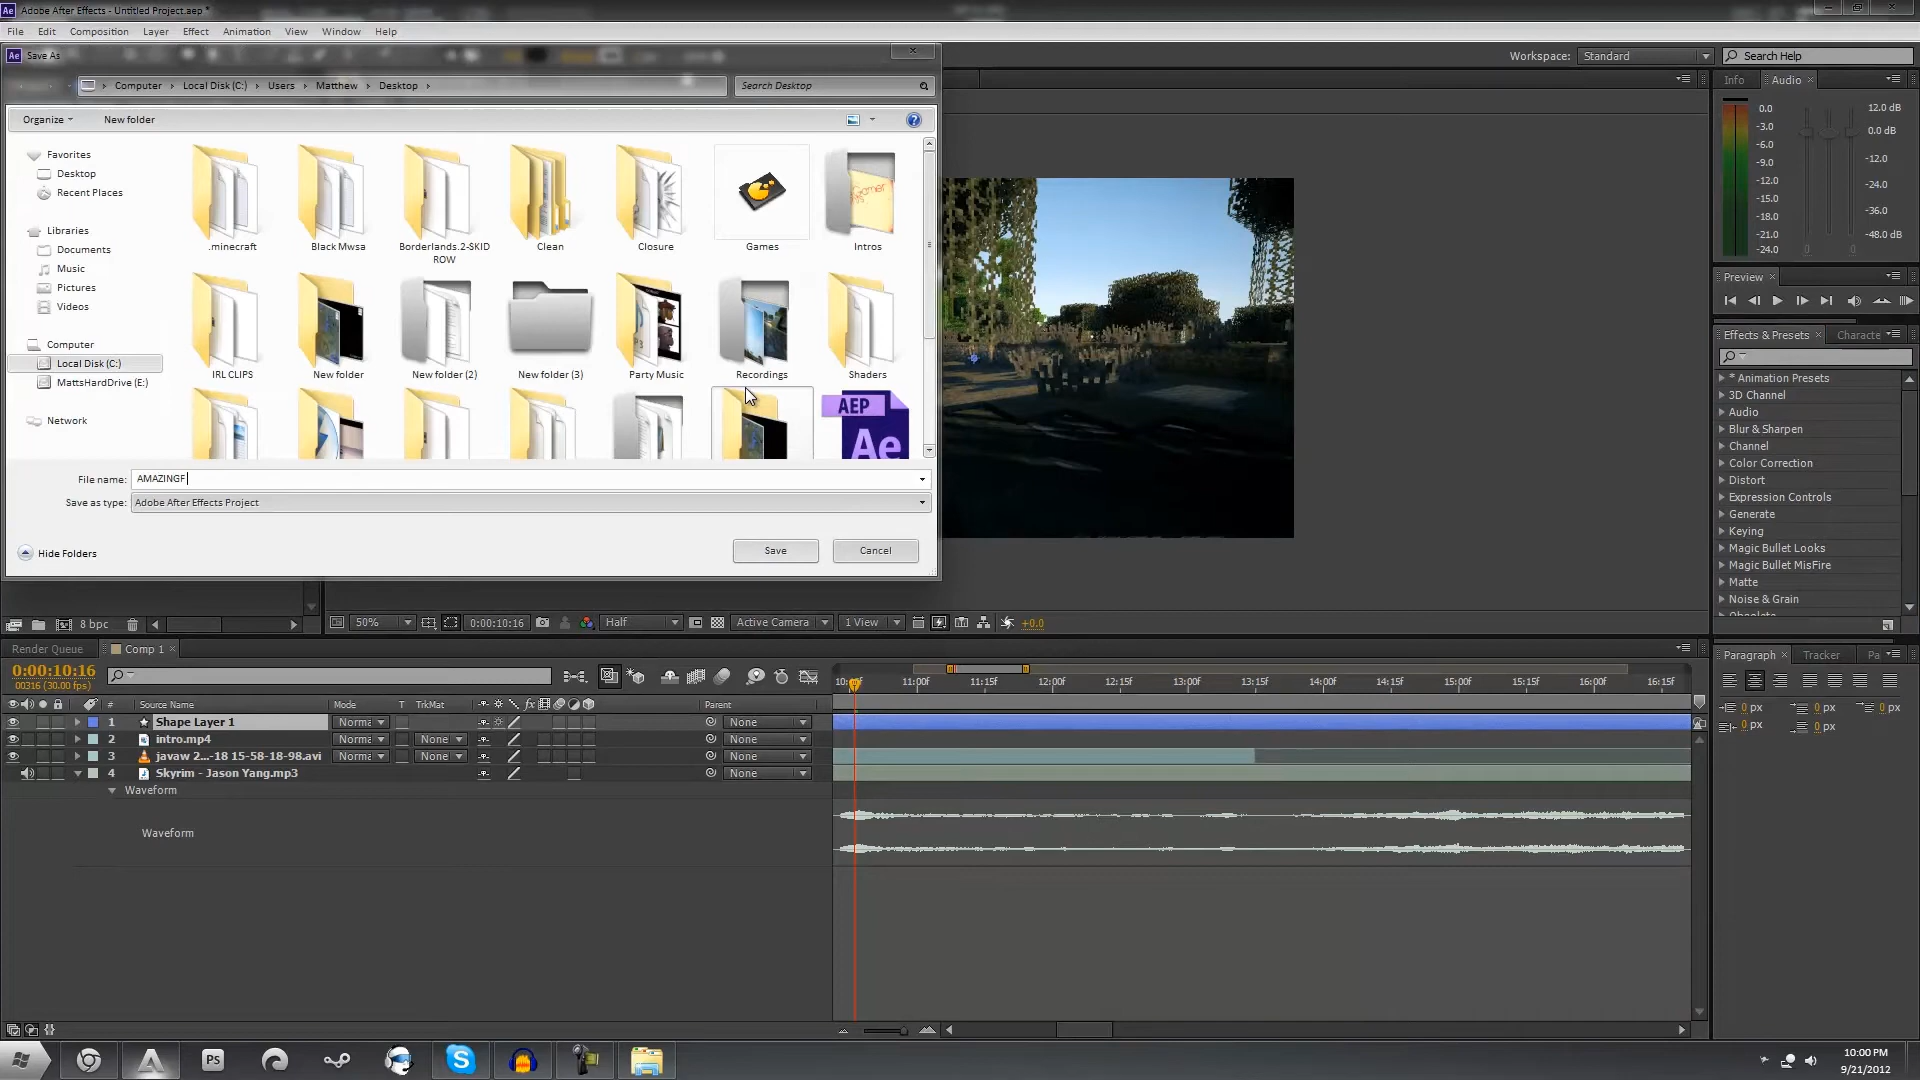 Ae Adobe After Effects - Untitled Project.aep *
File Edit Composition Layer Effect Animation View Window Help
Ae Save As
Workspace: Standard Search Help
Computer Local Disk (C:) Users Matthew Desktop
Search Desktop
Organize New folder
Favorites
Desktop
Recent Places
Libraries
Documents
Music
Pictures
Videos
Computer
Local Disk (C:)
MattsHardDrive (E:)
Network
.minecraft Black Mwsa Borderlands.2-SKID Clean Closure Games Intros
ROW
IRL CLIPS New folder New folder (2) New folder (3) Party Music Recordings Shaders
AEP
Ae
File name: AMAZINGF
Save as type: Adobe After Effects Project
Hide Folders
Save Cancel
Info Audio
0.0 12.0 dB
-3.0 0.0 dB
-6.0
-9.0 -12.0
-12.0
-15.0 -24.0
-18.0 -36.0
-21.0
-24.0 -48.0 dB
Preview
Effects & Presets Characte
* Animation Presets
3D Channel
Audio
Blur & Sharpen
Channel
Color Correction
Distort
Expression Controls
Generate
Keying
Magic Bullet Looks
Magic Bullet MisFire
Matte
Noise & Grain
8 bpc
50% 0:00:10:16 Half Active Camera 1 View +0.0
Render Queue Comp 1
0:00:10:16
00316 (30.00 fps)
# Source Name Mode T TrkMat fx Parent
11:00f 11:15f 12:00f 12:15f 13:00f 13:15f 14:00f 14:15f 15:00f 15:15f 16:00f 16:15f
1 Shape Layer 1 Norma None
2 intro.mp4 Norma None None
3 javaw 2...-18 15-58-18-98.avi Norma None None
4 Skyrim - Jason Yang.mp3 None
Waveform
Waveform
Paragraph Tracker Pa
0 px 0 px 0 px
0 px 0 px
PS
10:00 PM
9/21/2012